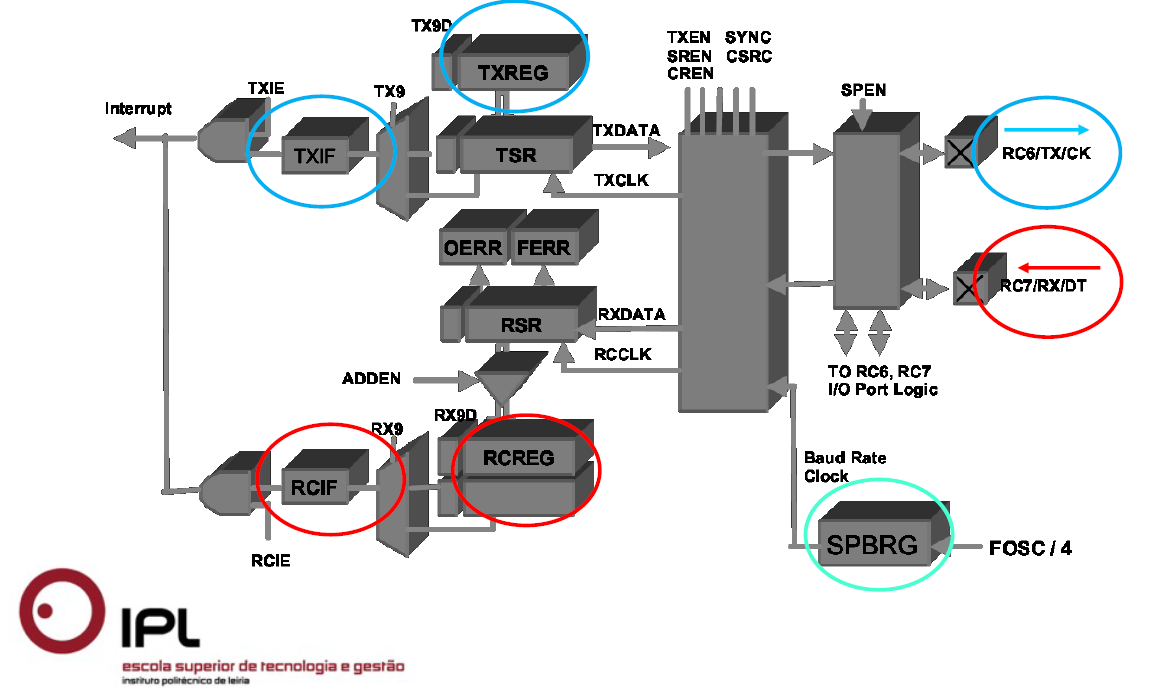 TX9D
TXREG
TXEN SYNC
SREN CSRC
CREN
TXIE
TX9
Interrupt
SPEN
TXDATA
TXIF
TSR
RC6/TX/CK
TXCLK
OERR
FERR
RC7/RX/DT
RSR
RXDATA
RCCLK
ADDEN
TO RC6, RC7
I/O Port Logic
RX9D
RX9
RCREG
Baud Rate
Clock
RCIF
SPBRG
FOSC / 4
RCIE
IPL
escola superior de tecnologia e gestão
instituto politécnico de leiria